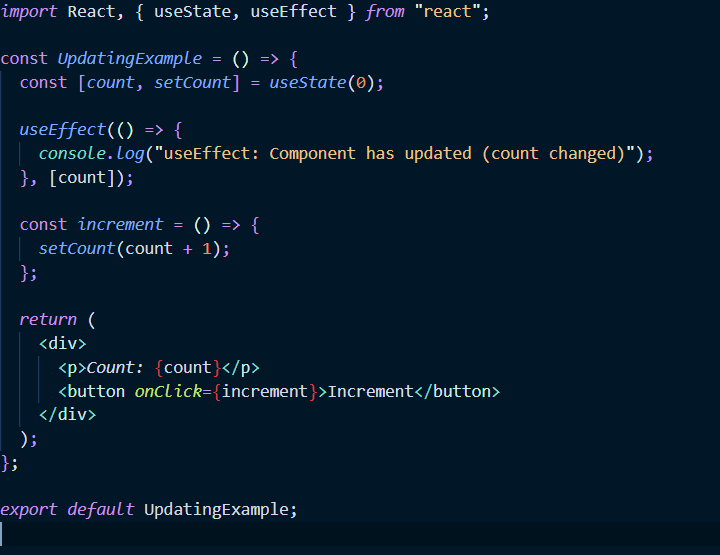 import React, { useState, useEffect } from "react";
const UpdatingExample = () => {
const [count, setCount] = useState(0);
useEffect(() => {
console.log("useEffect: Component has updated (count changed)");
}, [count]);
const increment = () => {
setCount(count + 1);
};
return (
<div>
<p>Count: {count}</p>
<button onClick={increment}>Increment</button>
</div>
);
};
export default UpdatingExample;